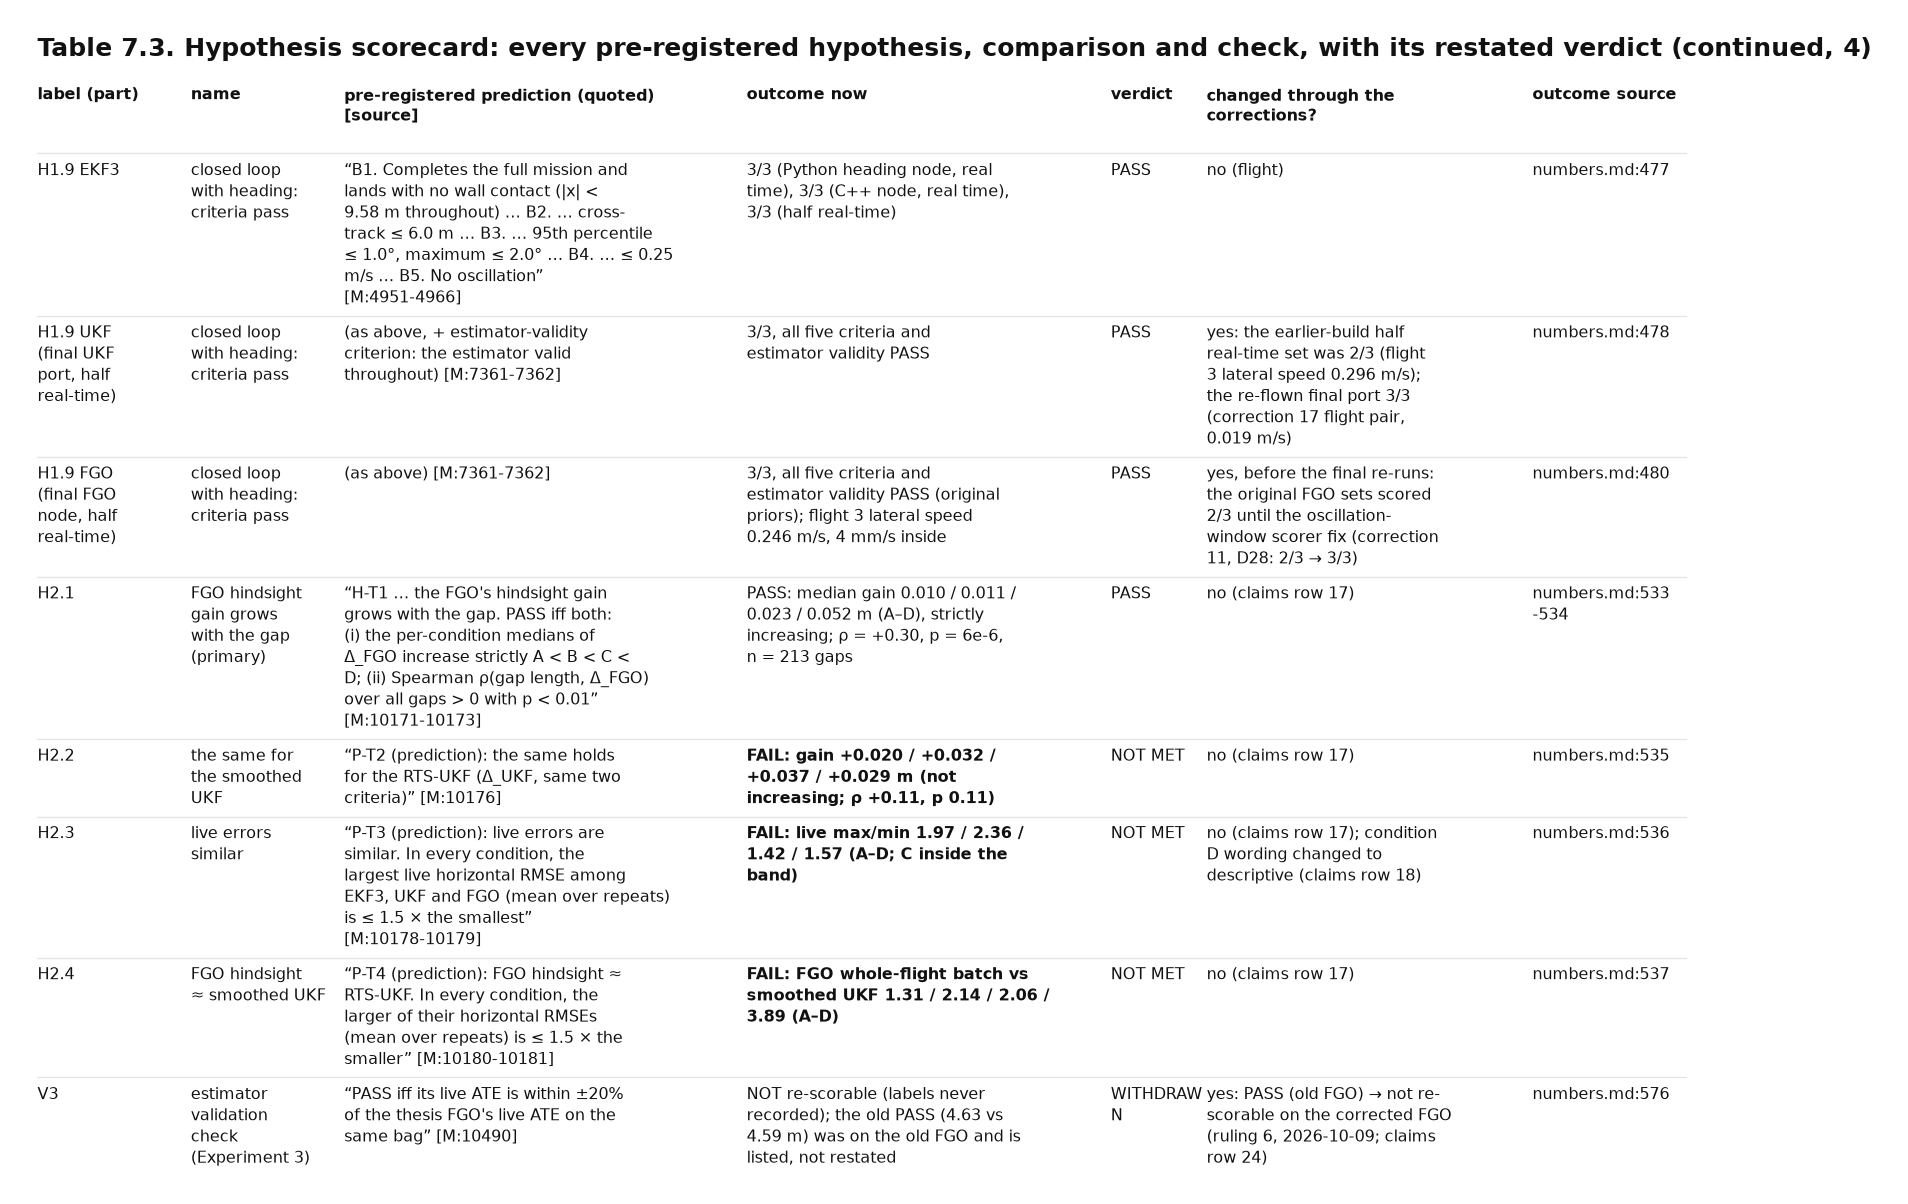 Table 7.3. Hypothesis scorecard: every pre-registered hypothesis, comparison and check, with its restated verdict (continued, 4)
label (part)
name
pre-registered prediction (quoted)
[source]
outcome now
verdict
changed through the
corrections?
outcome source
H1.9 EKF3
closed loop
with heading:
criteria pass
“B1. Completes the full mission and
lands with no wall contact (|x| <
9.58 m throughout) … B2. … cross-
track ≤ 6.0 m … B3. … 95th percentile
≤ 1.0°, maximum ≤ 2.0° … B4. … ≤ 0.25
m/s … B5. No oscillation”
[M:4951-4966]
3/3 (Python heading node, real
time), 3/3 (C++ node, real time),
3/3 (half real-time)
PASS
no (flight)
numbers.md:477
H1.9 UKF
(final UKF
port, half
real-time)
closed loop
with heading:
criteria pass
(as above, + estimator-validity
criterion: the estimator valid
throughout) [M:7361-7362]
3/3, all five criteria and
estimator validity PASS
PASS
yes: the earlier-build half
real-time set was 2/3 (flight
3 lateral speed 0.296 m/s);
the re-flown final port 3/3
(correction 17 flight pair,
0.019 m/s)
numbers.md:478
H1.9 FGO
(final FGO
node, half
real-time)
closed loop
with heading:
criteria pass
(as above) [M:7361-7362]
3/3, all five criteria and
estimator validity PASS (original
priors); flight 3 lateral speed
0.246 m/s, 4 mm/s inside
PASS
yes, before the final re-runs:
the original FGO sets scored
2/3 until the oscillation-
window scorer fix (correction
11, D28: 2/3 → 3/3)
numbers.md:480
H2.1
FGO hindsight
gain grows
with the gap
(primary)
“H-T1 … the FGO's hindsight gain
grows with the gap. PASS iff both:
(i) the per-condition medians of
Δ_FGO increase strictly A < B < C <
D; (ii) Spearman ρ(gap length, Δ_FGO)
over all gaps > 0 with p < 0.01”
[M:10171-10173]
PASS: median gain 0.010 / 0.011 /
0.023 / 0.052 m (A–D), strictly
increasing; ρ = +0.30, p = 6e-6,
n = 213 gaps
PASS
no (claims row 17)
numbers.md:533
-534
H2.2
the same for
the smoothed
UKF
“P-T2 (prediction): the same holds
for the RTS-UKF (Δ_UKF, same two
criteria)” [M:10176]
FAIL: gain +0.020 / +0.032 /
+0.037 / +0.029 m (not
increasing; ρ +0.11, p 0.11)
NOT MET
no (claims row 17)
numbers.md:535
H2.3
live errors
similar
“P-T3 (prediction): live errors are
similar. In every condition, the
largest live horizontal RMSE among
EKF3, UKF and FGO (mean over repeats)
is ≤ 1.5 × the smallest”
[M:10178-10179]
FAIL: live max/min 1.97 / 2.36 /
1.42 / 1.57 (A–D; C inside the
band)
NOT MET
no (claims row 17); condition
D wording changed to
descriptive (claims row 18)
numbers.md:536
H2.4
FGO hindsight
≈ smoothed UKF
“P-T4 (prediction): FGO hindsight ≈
RTS-UKF. In every condition, the
larger of their horizontal RMSEs
(mean over repeats) is ≤ 1.5 × the
smaller” [M:10180-10181]
FAIL: FGO whole-flight batch vs
smoothed UKF 1.31 / 2.14 / 2.06 /
3.89 (A–D)
NOT MET
no (claims row 17)
numbers.md:537
V3
estimator
validation
check
(Experiment 3)
“PASS iff its live ATE is within ±20%
of the thesis FGO's live ATE on the
same bag” [M:10490]
NOT re-scorable (labels never
recorded); the old PASS (4.63 vs
4.59 m) was on the old FGO and is
listed, not restated
WITHDRAW
N
yes: PASS (old FGO) → not re-
scorable on the corrected FGO
(ruling 6, 2026-10-09; claims
row 24)
numbers.md:576